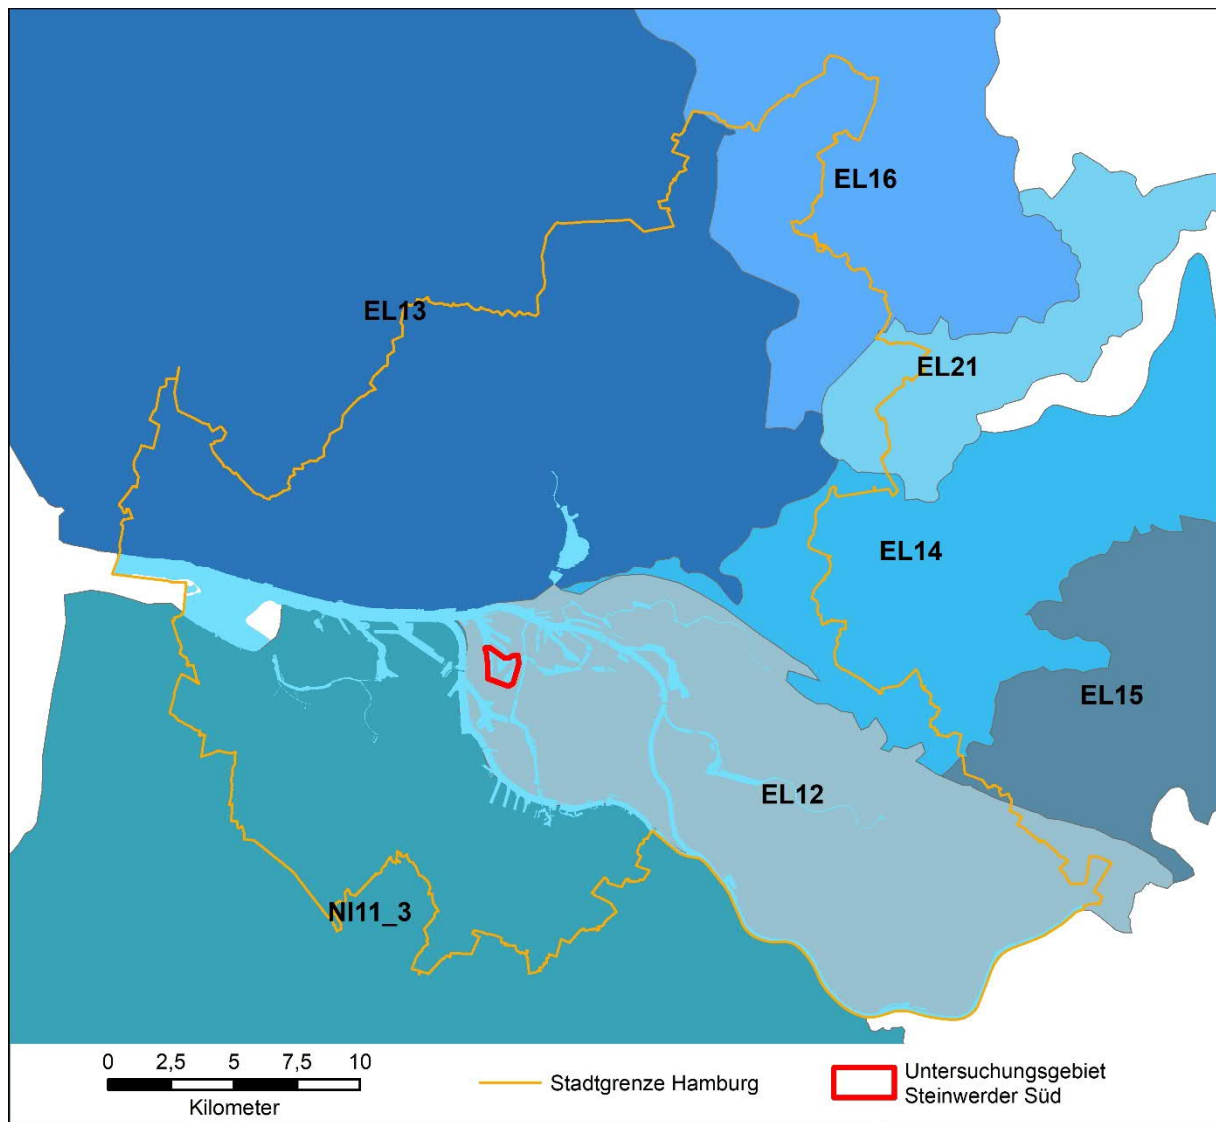 EL16
EL13
EL21
EL14
EL15
EL12
NI11_3
0 2,5 5 7,5 10
Kilometer
Stadtgrenze Hamburg
Untersuchungsgebiet
Steinwerder Süd